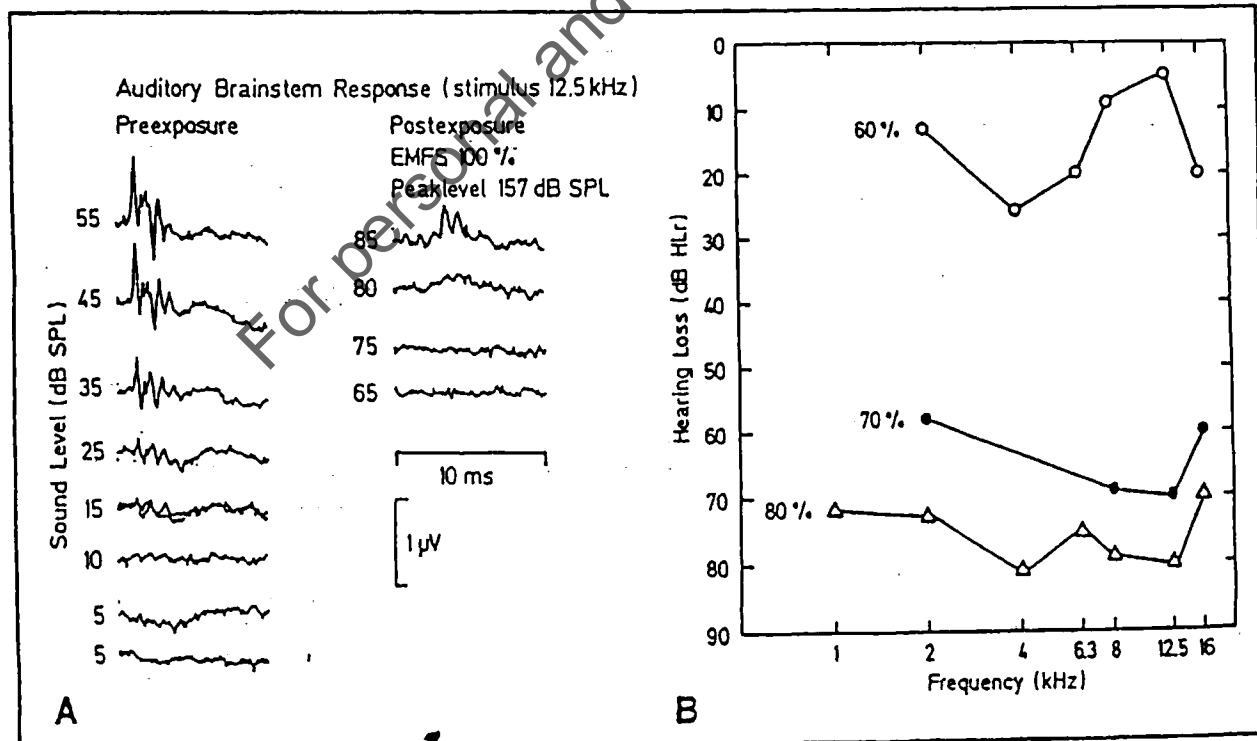 Auditory Brainstem Response (stimulus 12.5 kHz)
Preexposure
Postexposure
EMFS 100 %
Peaklevel 157 dB SPL
Sound Level (dB SPL)
55
45
35
25
15
10
5
5
85
80
75
65
10 ms
1 µV
A
For personal and
Hearing Loss (dB HLr)
0
10
20
30
40
50
60
70
80
90
60 %
70 %
80 %
1 2 4 6.3 8 12.5 16
Frequency (kHz)
B